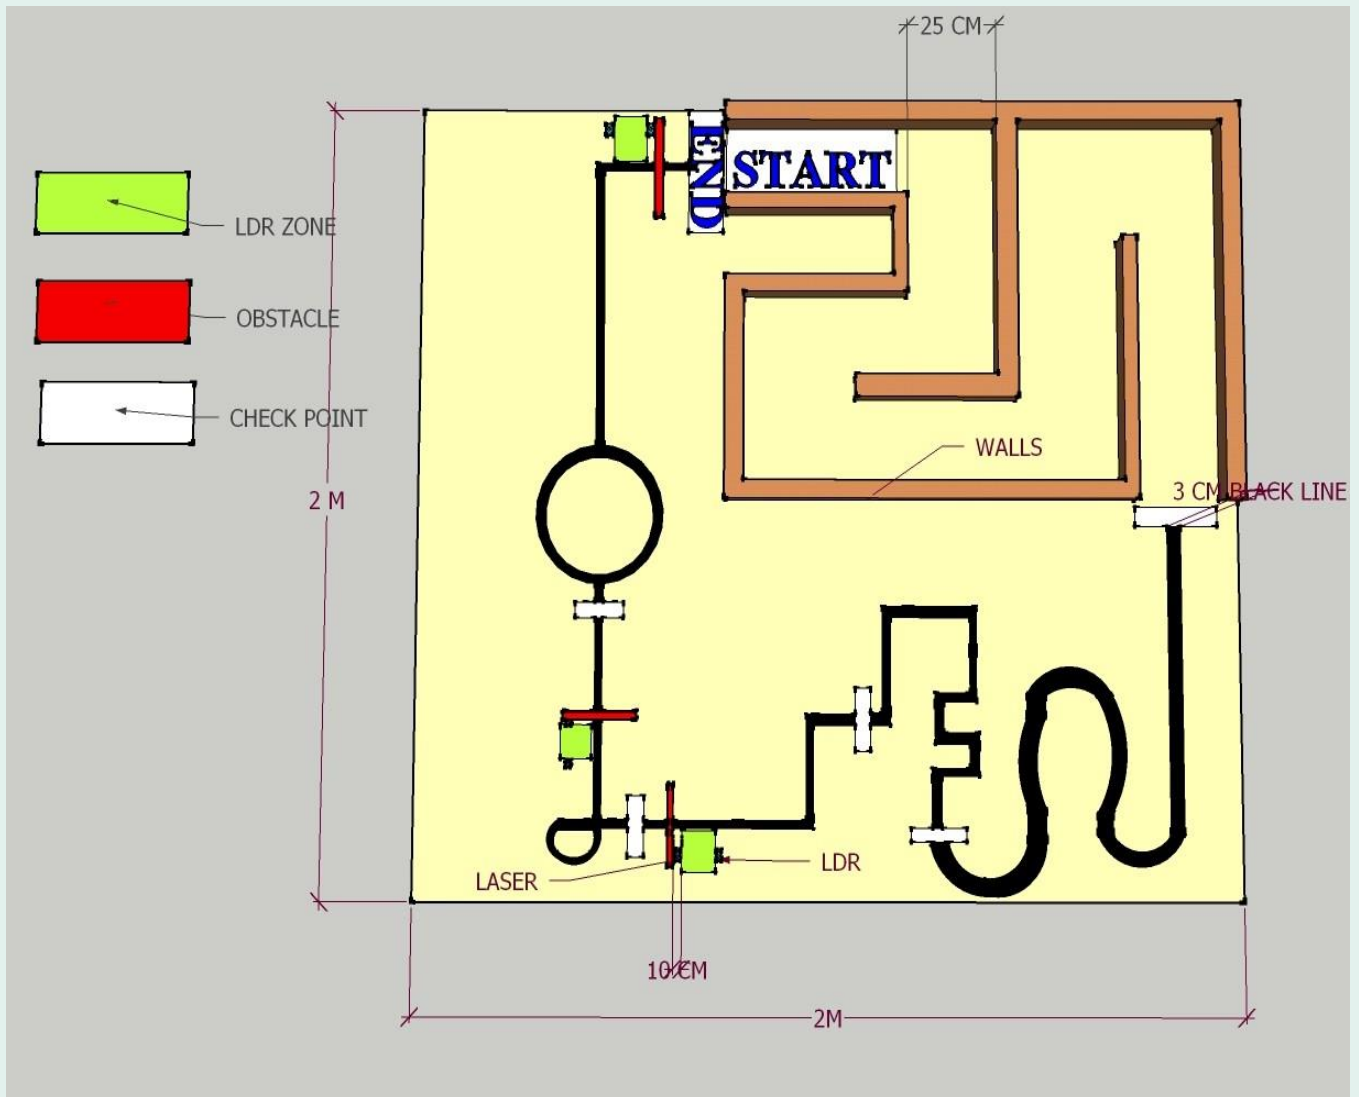 25 CM
END
START
LDR ZONE
OBSTACLE
CHECK POINT
WALLS
2 M
3 CM BLACK LINE
LASER
LDR
10 CM
2M